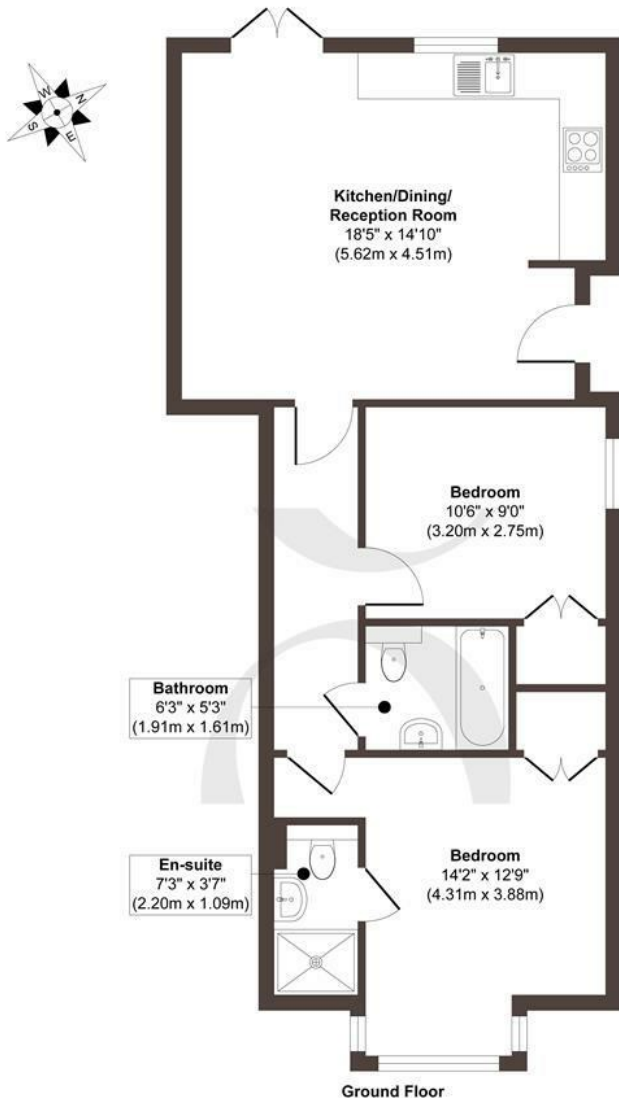 W
N
S
E
Kitchen/Dining/
Reception Room
18'5" x 14'10"
(5.62m x 4.51m)
Bedroom
10'6" x 9'0"
(3.20m x 2.75m)
Bathroom
6'3" x 5'3"
(1.91m x 1.61m)
En-suite
7'3" x 3'7"
(2.20m x 1.09m)
Bedroom
14'2" x 12'9"
(4.31m x 3.88m)
Ground Floor